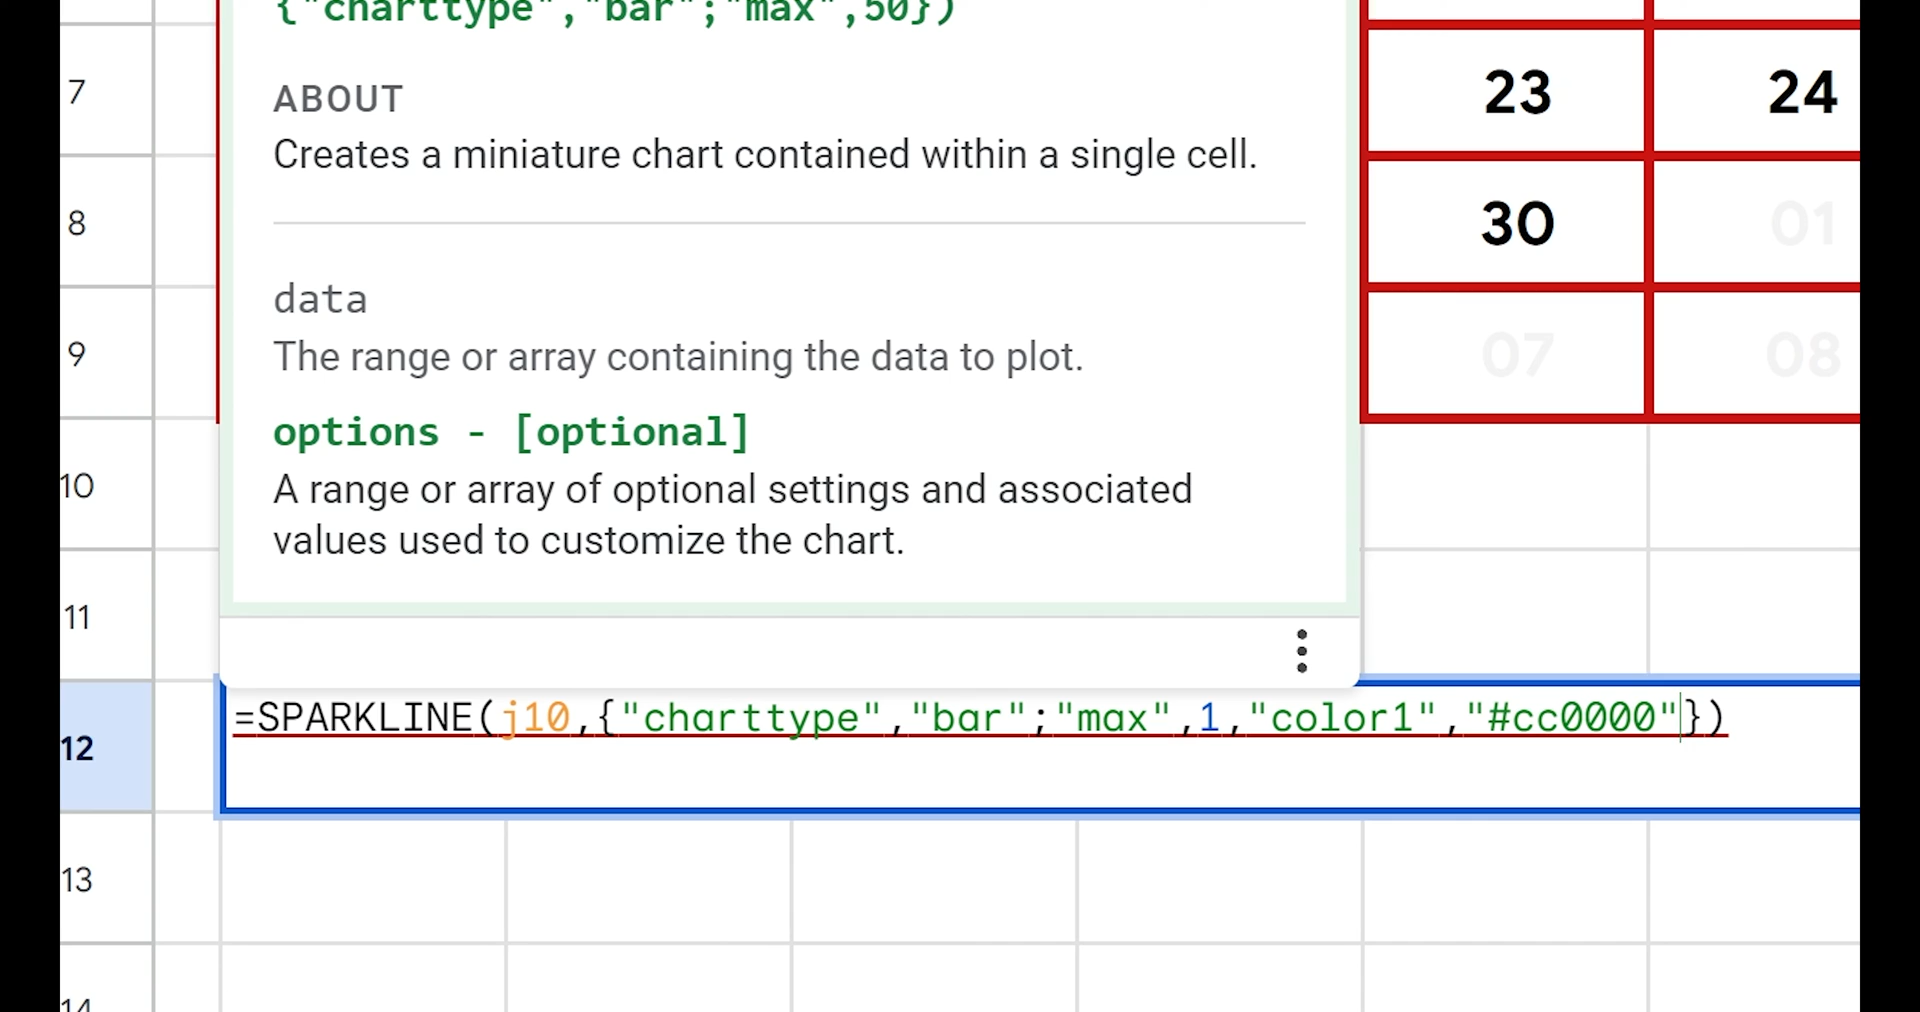 {"charttype","bar";"max",50})
7
23
24
ABOUT
Creates a miniature chart contained within a single cell.
8
30
01
data
The range or array containing the data to plot.
9
07
08
options - [optional]
A range or array of optional settings and associated
values used to customize the chart.
10
11
12
=SPARKLINE(j10,{"charttype","bar";"max",1,"color1","#cc0000"})
13
14